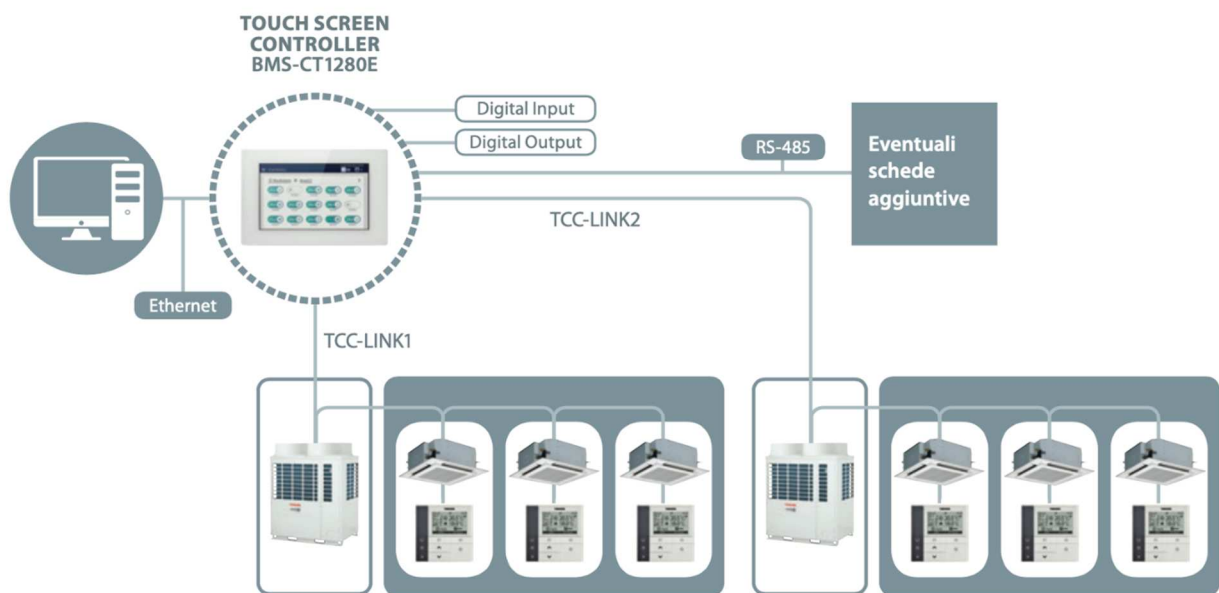 TOUCH SCREEN
CONTROLLER
BMS-CT1280E
Digital Input
Digital Output
RS-485
Eventuali
schede
aggiuntive
TCC-LINK2
Ethernet
TCC-LINK1